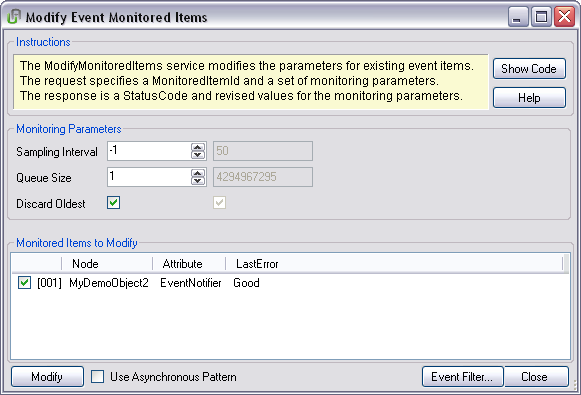 Modify Event Monitored Items
Instructions
The ModifyMonitoredItems service modifies the parameters for existing event items.
The request specifies a MonitoredItemId and a set of monitoring parameters.
The response is a StatusCode and revised values for the monitoring parameters.
Show Code
Help
Monitoring Parameters
Sampling Interval -1 50
Queue Size 1 4294967295
Discard Oldest
Monitored Items to Modify
Node Attribute LastError
[001] MyDemoObject2 EventNotifier Good
Modify Use Asynchronous Pattern Event Filter... Close